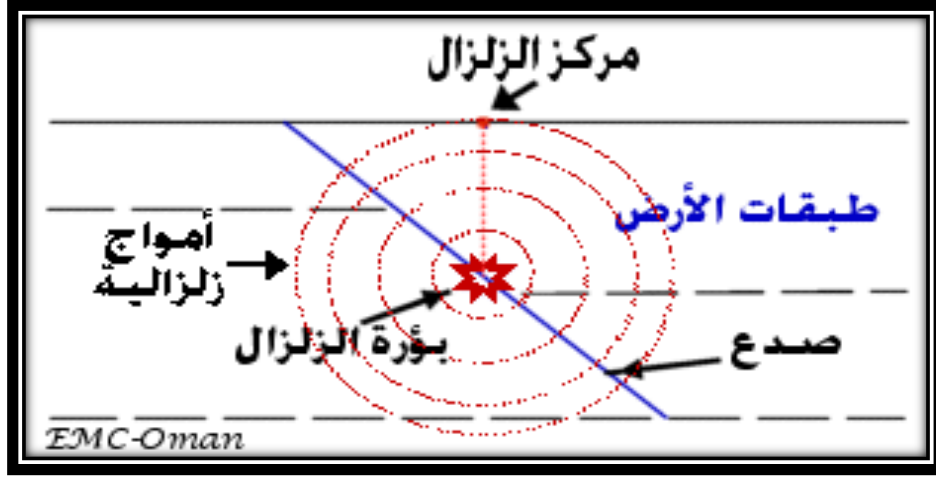 مركز الزلزال
طبقات الأرض
أمواج
زلزالية
بؤرة الزلزال
صدع
EMC-Oman